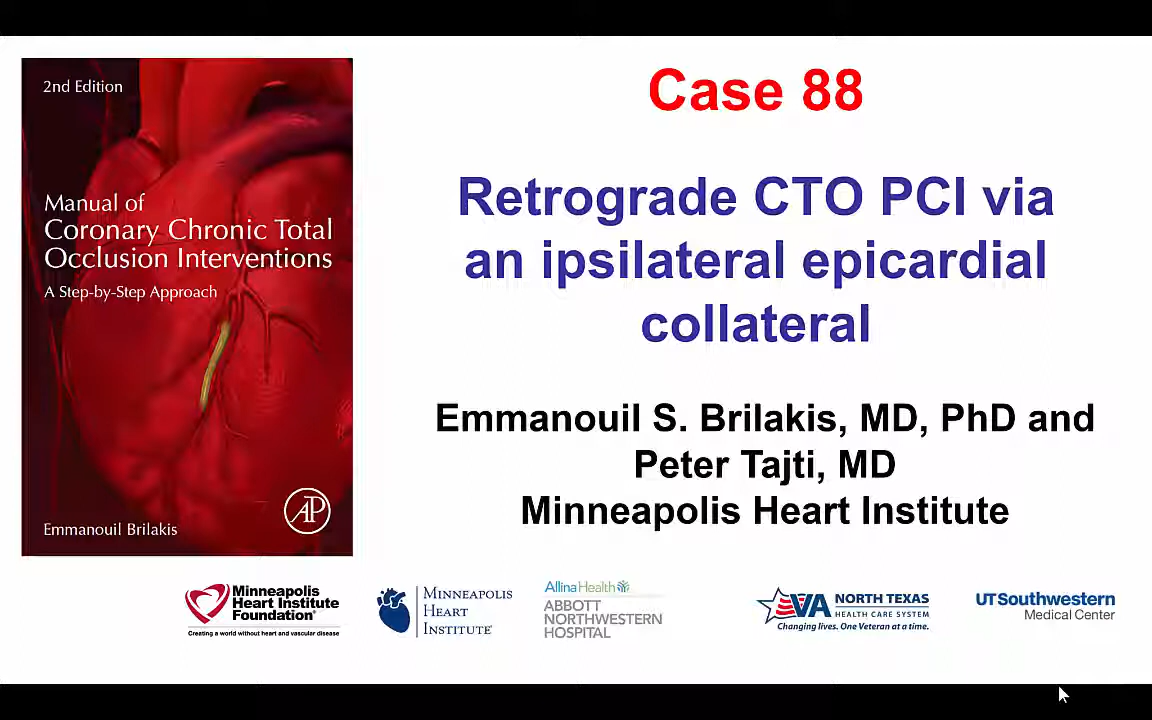 2nd Edition
Manual of
Coronary Chronic Total
Occlusion Interventions
A Step-by-Step Approach
AP
Emmanouil Brilakis
Case 88
Retrograde CTO PCI via
an ipsilateral epicardial
collateral
Emmanouil S. Brilakis, MD, PhD and
Peter Tajti, MD
Minneapolis Heart Institute
Minneapolis
Heart Institute
Foundation®
Creating a world without heart and vascular disease
MINNEAPOLIS
HEART
INSTITUTE®
Allina Health
ABBOTT
NORTHWESTERN
HOSPITAL
VA
NORTH TEXAS
HEALTH CARE SYSTEM
Changing lives. One Veteran at a time.
UTSouthwestern
Medical Center